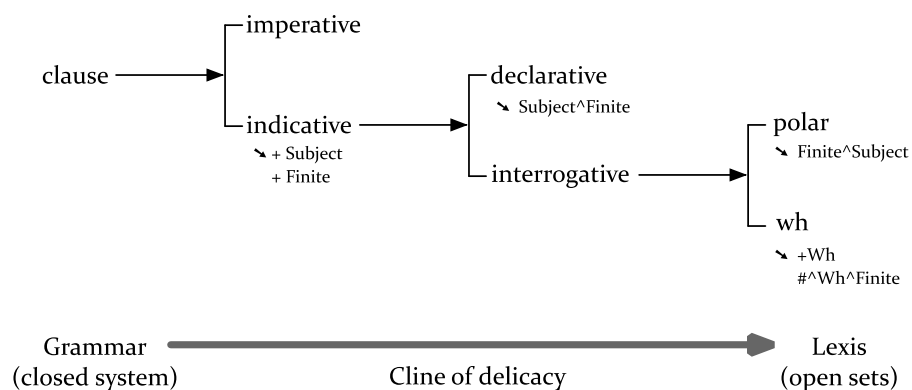 imperative
clause
declarative
Subject^Finite
indicative
+ Subject
+ Finite
polar
Finite^Subject
interrogative
wh
+Wh
#^Wh^Finite
Grammar
(closed system)
Cline of delicacy
Lexis
(open sets)